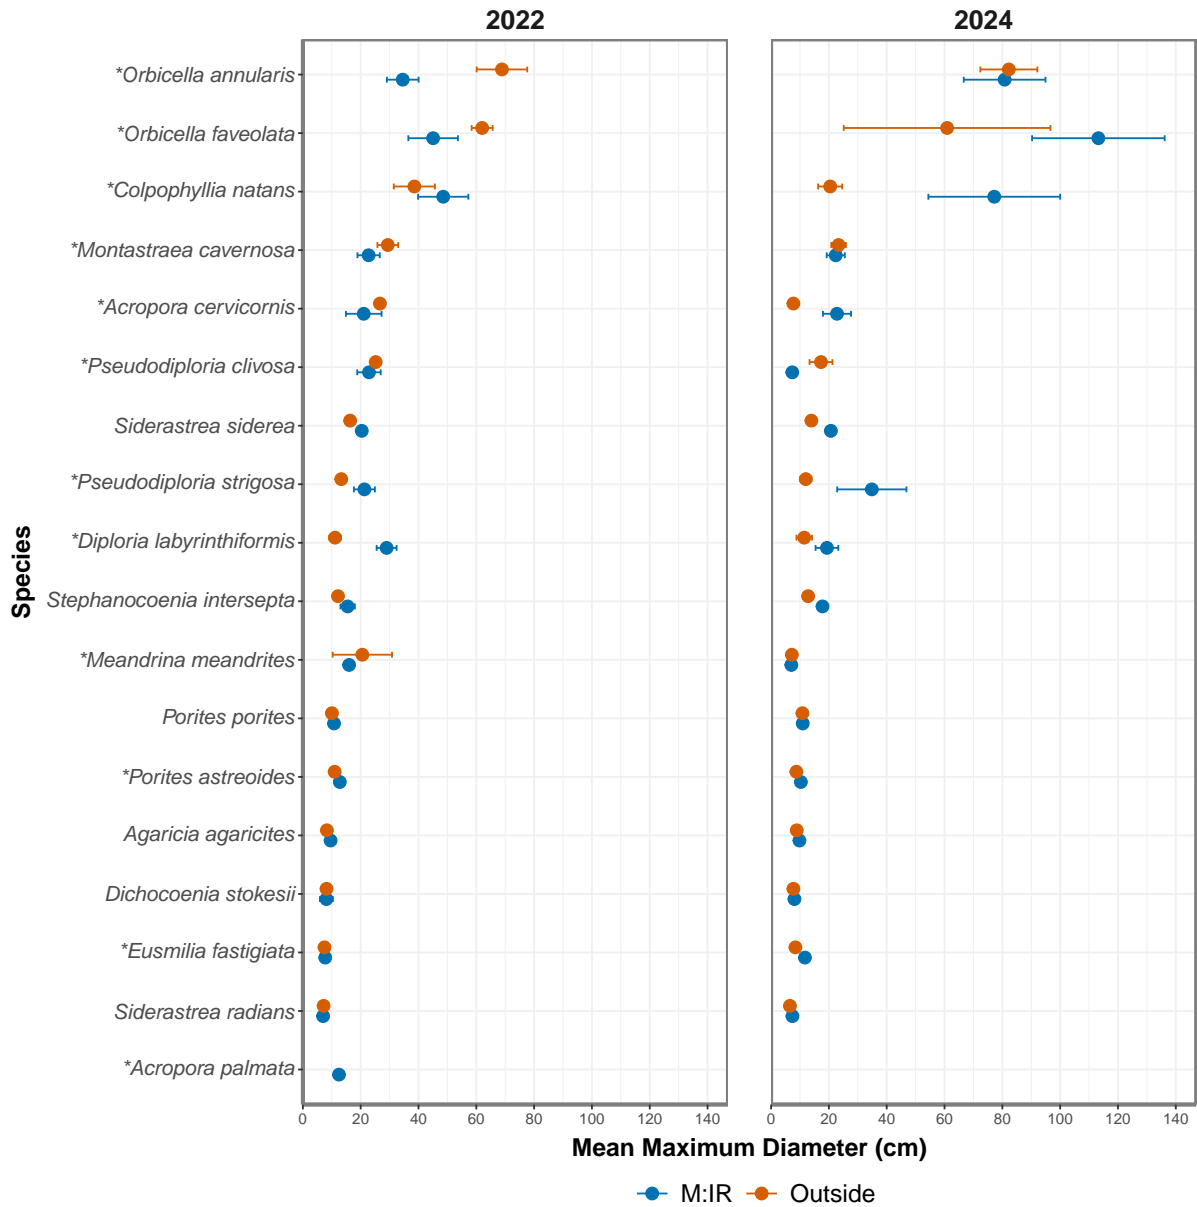 2022 2024
*Orbicella annularis
*Orbicella faveolata
*Colpophyllia natans
*Montastraea cavernosa
*Acropora cervicornis
*Pseudodiploria clivosa
Siderastrea siderea
*Pseudodiploria strigosa
*Diploria labyrinthiformis
Stephanocoenia intersepta
*Meandrina meandrites
Porites porites
*Porites astreoides
Agaricia agaricites
Dichocoenia stokesii
*Eusmilia fastigiata
Siderastrea radians
*Acropora palmata
Species
0 20 40 60 80 100 120 140 0 20 40 60 80 100 120 140
Mean Maximum Diameter (cm)
M:IR Outside